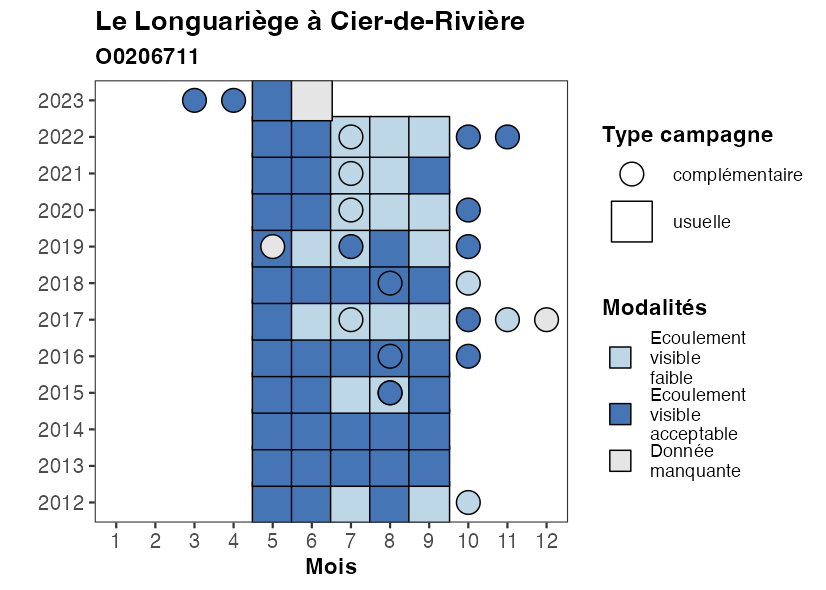 Le Longuariège à Cier-de-Rivière
O0206711
2023
2022
2021
2020
2019
2018
2017
2016
2015
2014
2013
2012
1 2 3 4 5 6 7 8 9 10 11 12
Mois
Type campagne
complémentaire
usuelle
Modalités
Ecoulement
visible
faible
Ecoulement
visible
acceptable
Donnée
manquante